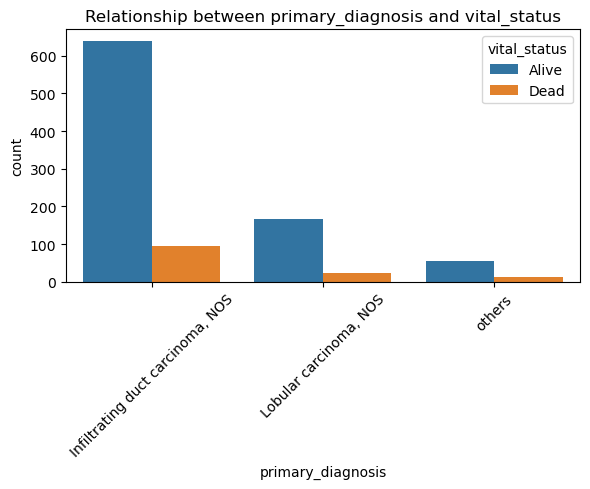 Relationship between primary_diagnosis and vital_status
vital_status
Alive
Dead
count
600
500
400
300
200
100
0
Infiltrating duct carcinoma, NOS
Lobular carcinoma, NOS
others
primary_diagnosis